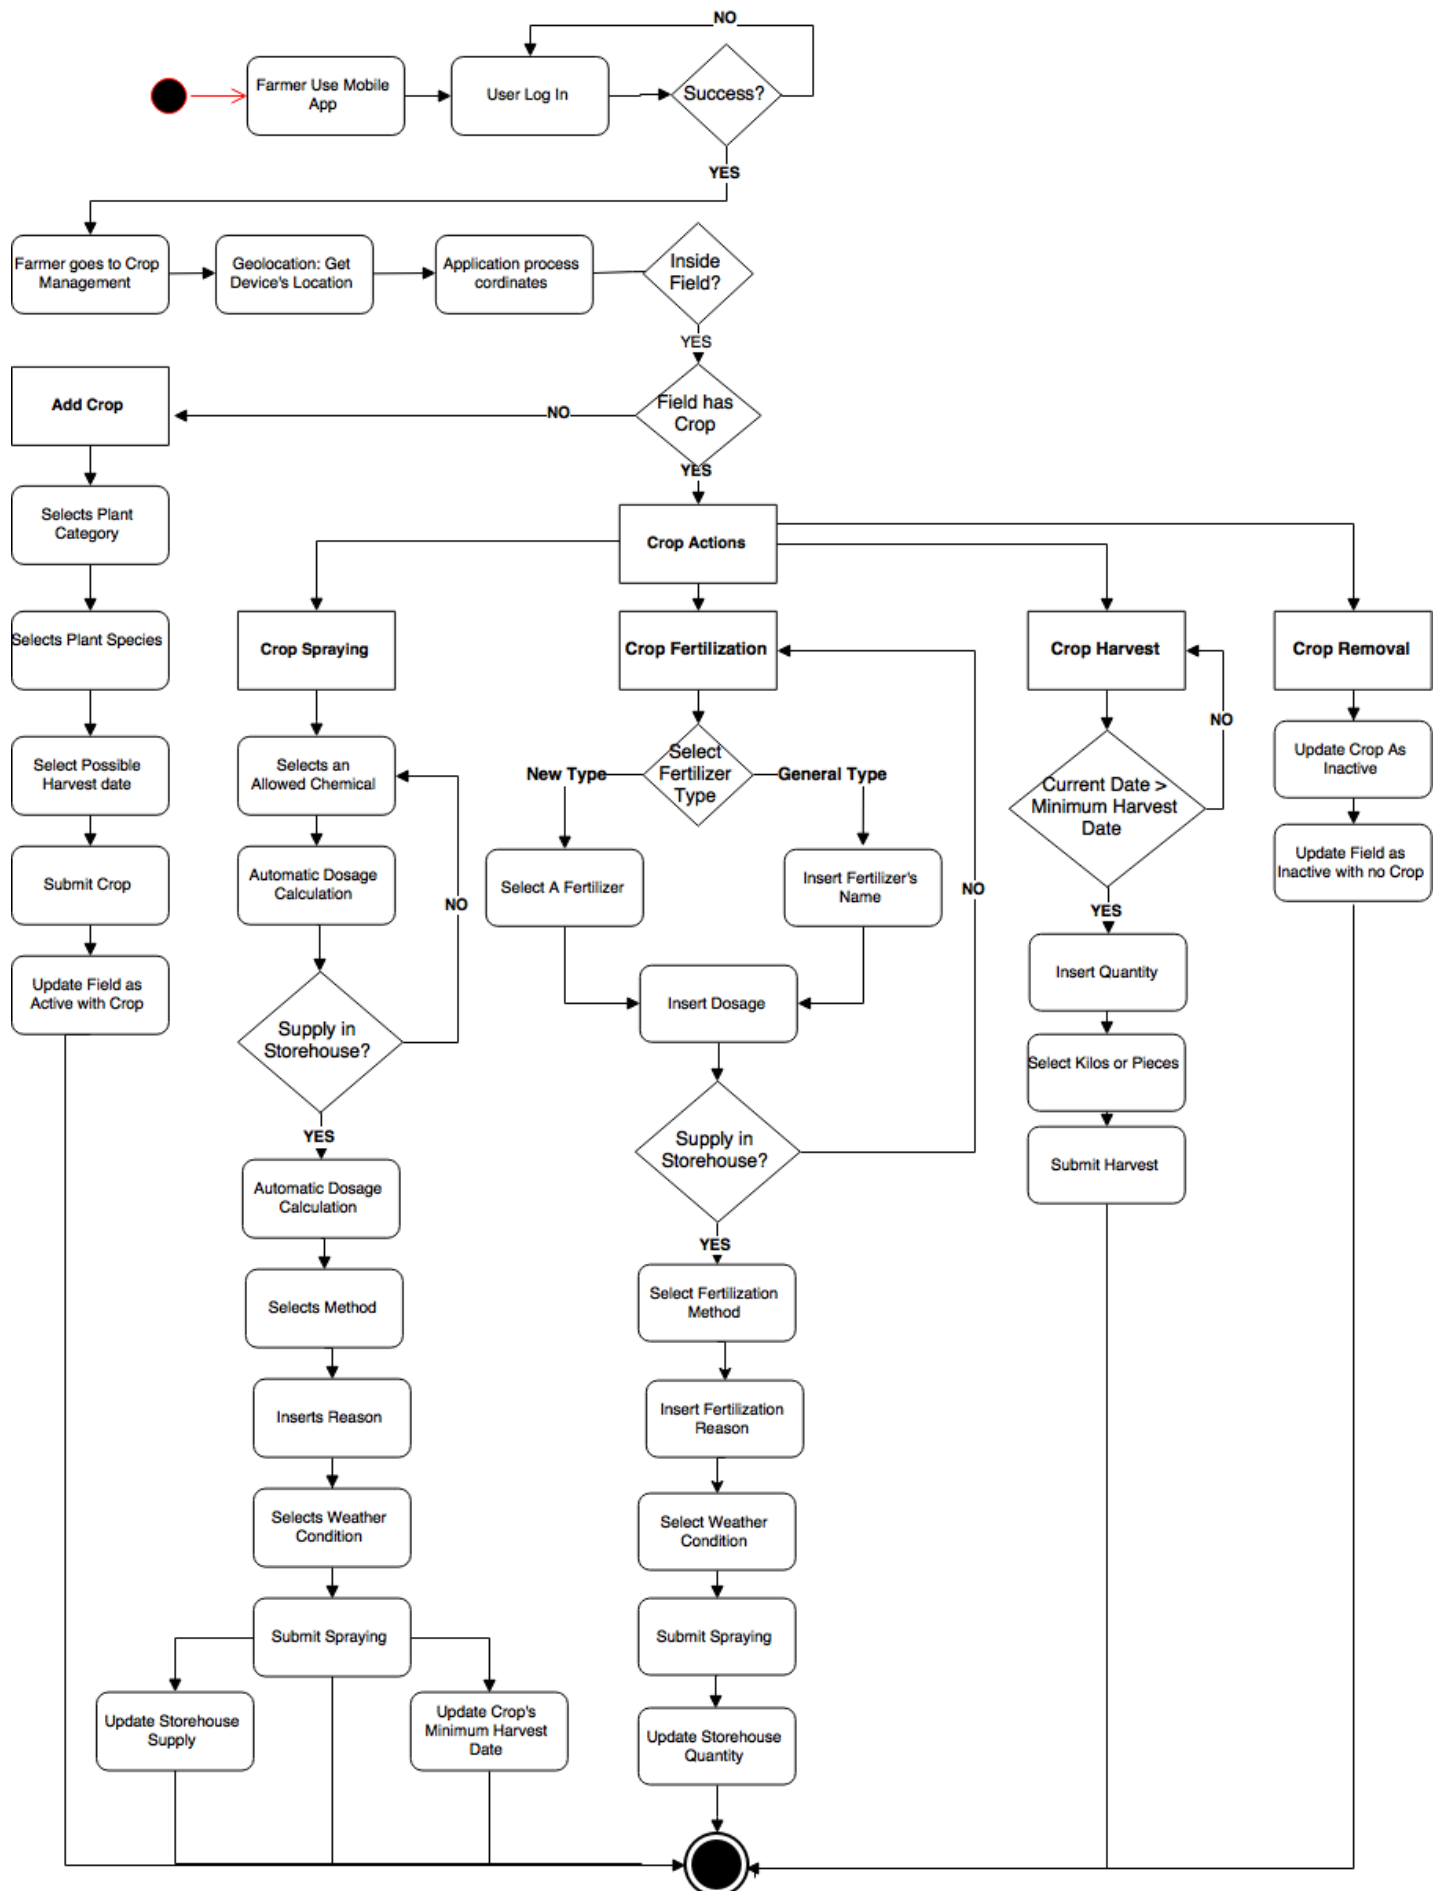 NO
Farmer Use Mobile
App
User Log In
Success?
YES
Farmer goes to Crop
Management
Geolocation: Get
Device's Location
Application process
cordinates
Inside
Field?
YES
Add Crop
NO
Field has
Crop
YES
Selects Plant
Category
Crop Actions
Selects Plant Species
Crop Spraying
Crop Fertilization
Crop Harvest
Crop Removal
NO
Select Possible
Harvest date
Selects an
Allowed Chemical
New Type
Select
Fertilizer
Type
General Type
Current Date >
Minimum Harvest
Date
Update Crop As
Inactive
Submit Crop
Automatic Dosage
Calculation
NO
Select A Fertilizer
Insert Fertilizer's
Name
NO
YES
Update Field as
Inactive with no Crop
Update Field as
Active with Crop
Supply in
Storehouse?
Insert Dosage
Insert Quantity
Select Kilos or Pieces
YES
Supply in
Storehouse?
Submit Harvest
Automatic Dosage
Calculation
YES
Selects Method
Select Fertilization
Method
Inserts Reason
Insert Fertilization
Reason
Selects Weather
Condition
Select Weather
Condition
Submit Spraying
Submit Spraying
Update Storehouse
Supply
Update Crop's
Minimum Harvest
Date
Update Storehouse
Quantity